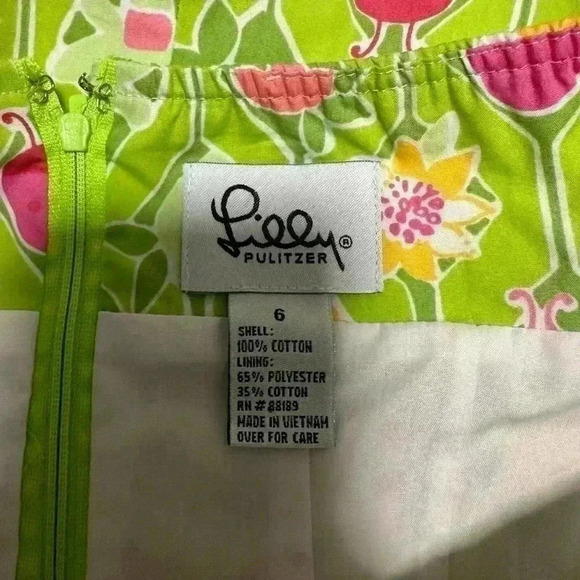 Lilly®
PULITZER
6
SHELL:
100% COTTON
LINING:
65% POLYESTER
35% COTTON
RN #88189
MADE IN VIETNAM
OVER FOR CARE